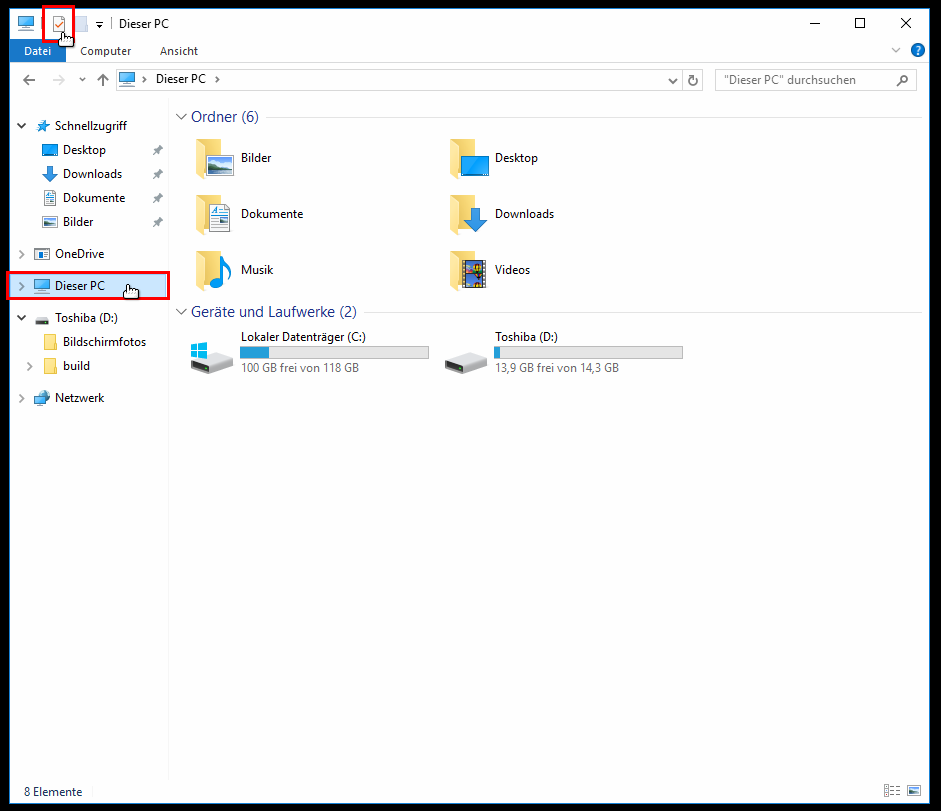 Dieser PC
Datei Computer Ansicht
Dieser PC
"Dieser PC" durchsuchen
Schnellzugriff
Desktop
Downloads
Dokumente
Bilder
OneDrive
Dieser PC
Toshiba (D:)
Bildschirmfotos
build
Netzwerk
Ordner (6)
Bilder
Desktop
Dokumente
Downloads
Musik
Videos
Geräte und Laufwerke (2)
Lokaler Datenträger (C:)
100 GB frei von 118 GB
Toshiba (D:)
13,9 GB frei von 14,3 GB
8 Elemente